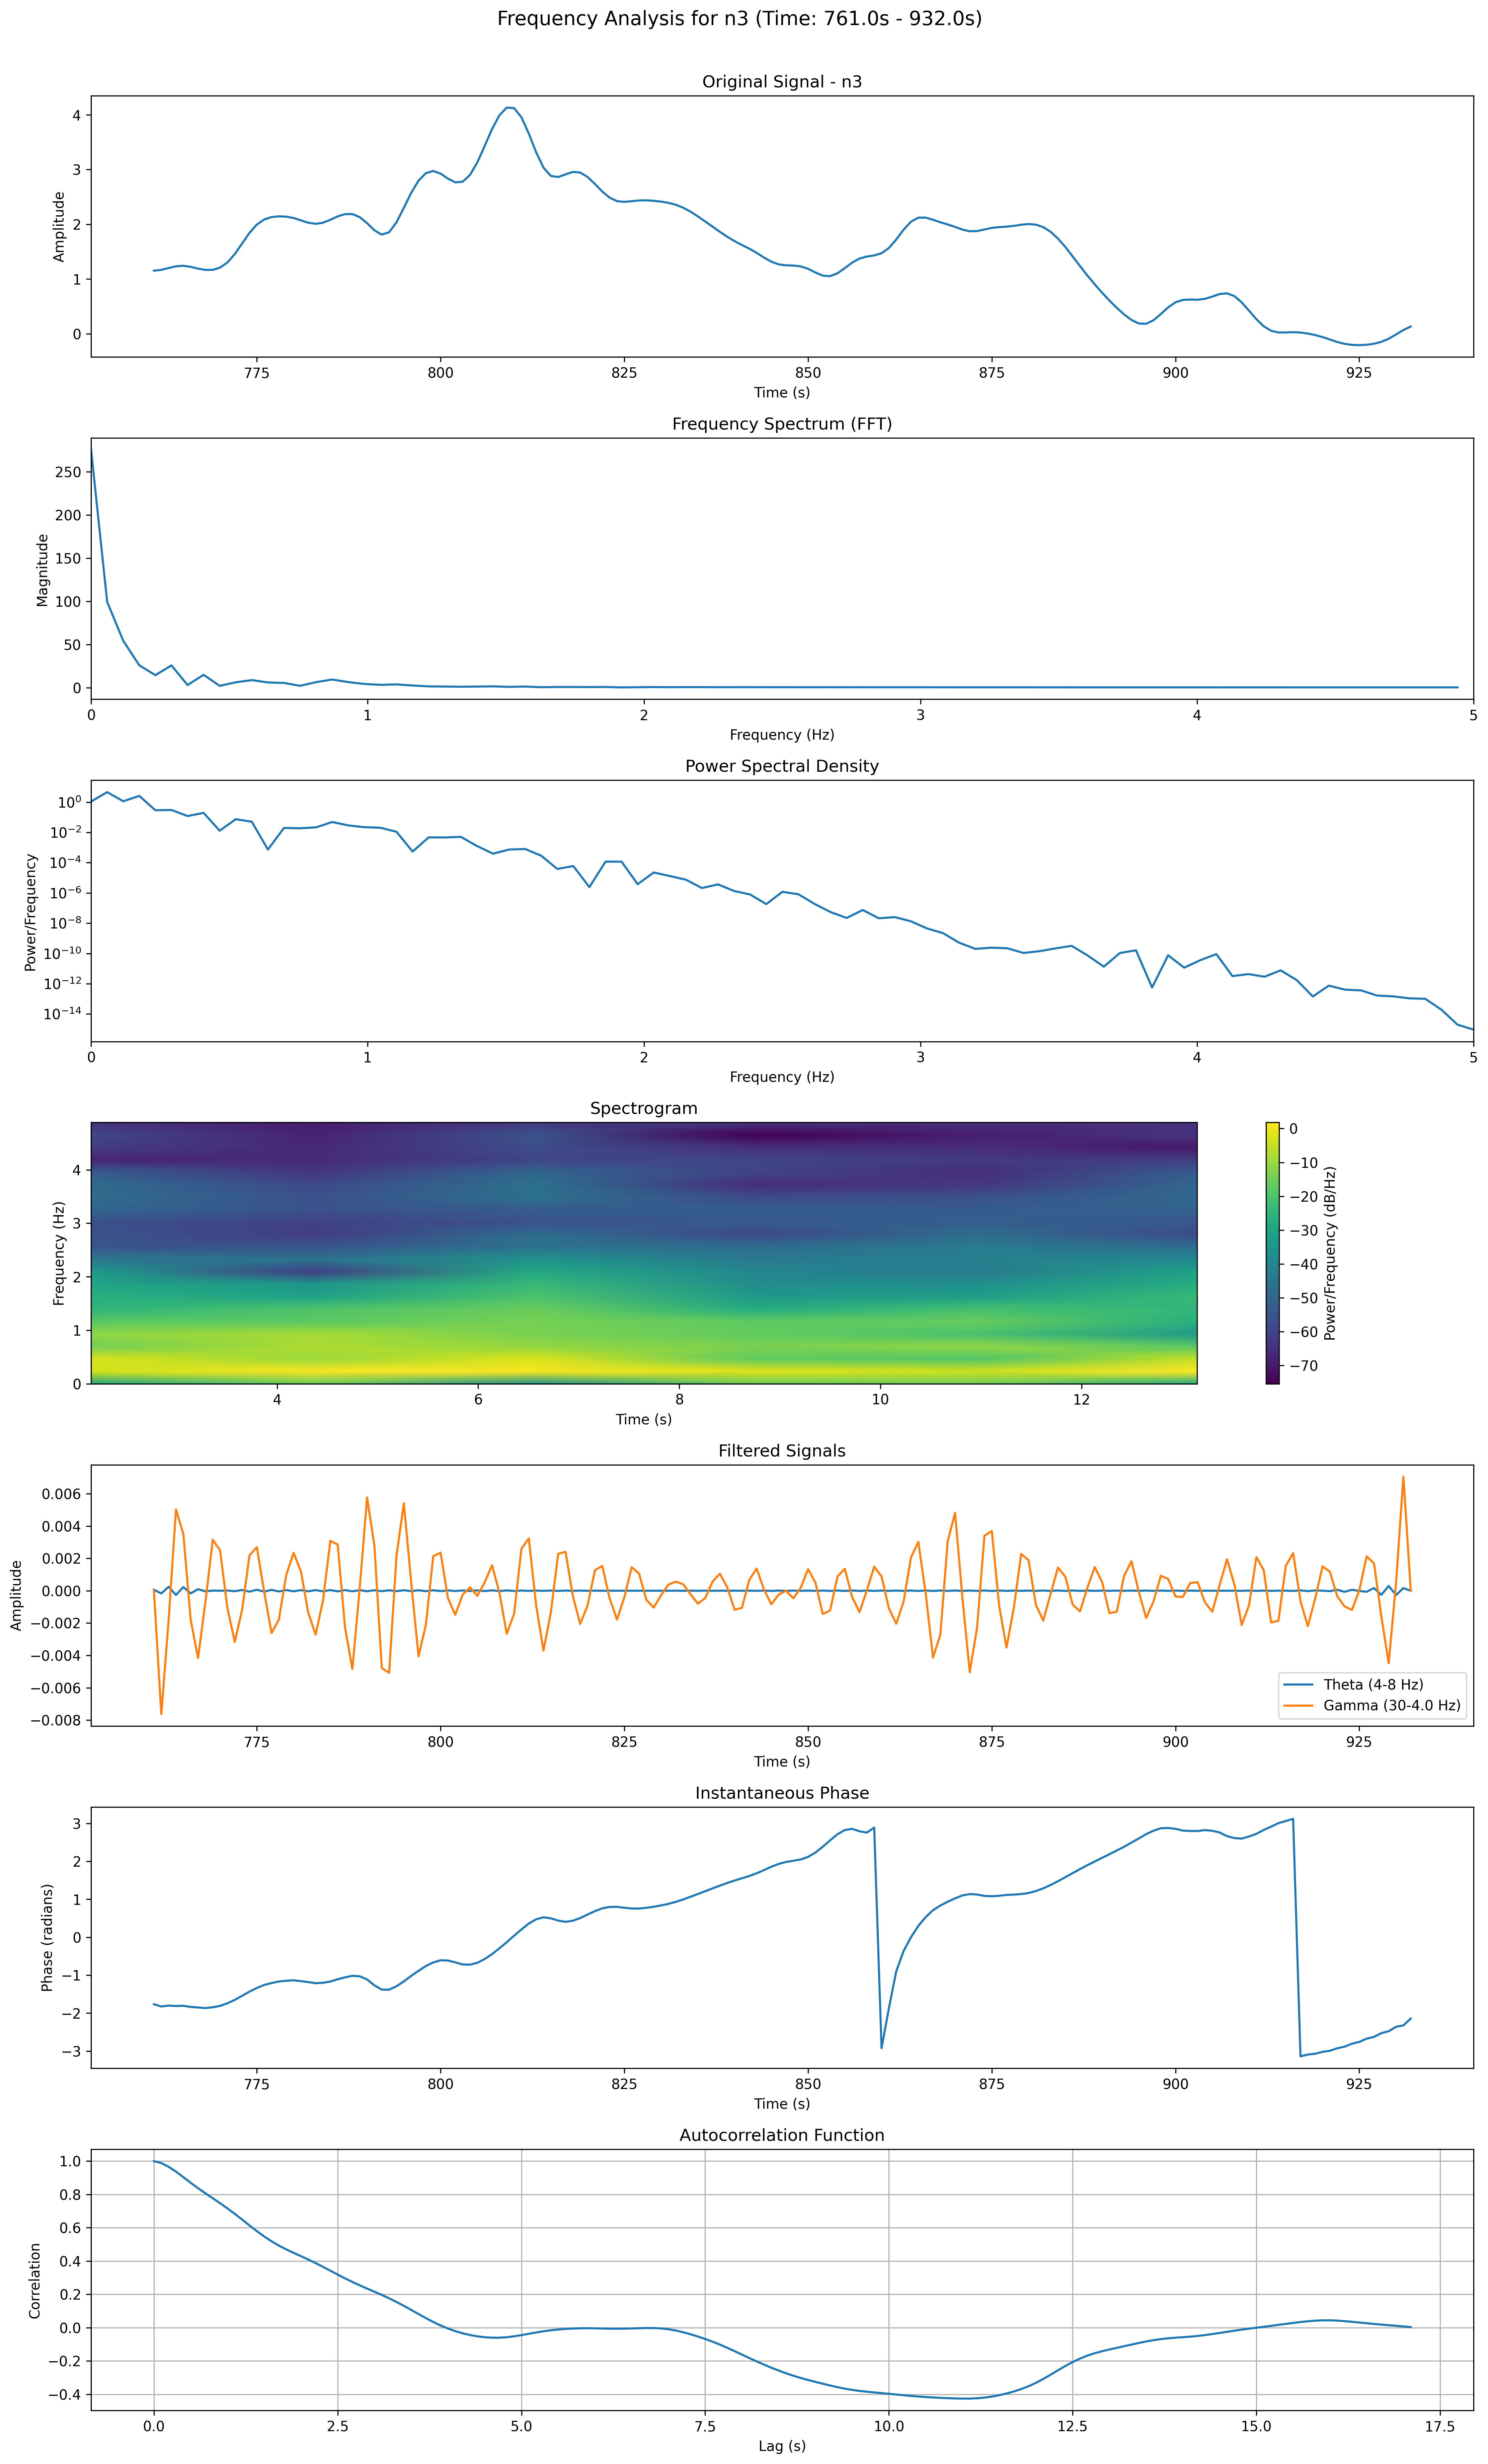 Frequency Analysis for n3 (Time: 761.0s - 932.0s)
Original Signal - n3
4
3
2
1
0
Amplitude
775 800 825 850 875 900 925
Time (s)
Frequency Spectrum (FFT)
250
200
150
100
50
0
Magnitude
0 1 2 3 4 5
Frequency (Hz)
Power Spectral Density
10⁰
10⁻²
10⁻⁴
10⁻⁶
10⁻⁸
10⁻¹⁰
10⁻¹²
10⁻¹⁴
Power/Frequency
0 1 2 3 4 5
Frequency (Hz)
Spectrogram
4
3
2
1
0
Frequency (Hz)
4 6 8 10 12
Time (s)
0
−10
−20
−30
−40
−50
−60
−70
Power/Frequency (dB/Hz)
Filtered Signals
0.006
0.004
0.002
0.000
−0.002
−0.004
−0.006
−0.008
Amplitude
Theta (4-8 Hz)
Gamma (30-4.0 Hz)
775 800 825 850 875 900 925
Time (s)
Instantaneous Phase
3
2
1
0
−1
−2
−3
Phase (radians)
775 800 825 850 875 900 925
Time (s)
Autocorrelation Function
1.0
0.8
0.6
0.4
0.2
0.0
−0.2
−0.4
Correlation
0.0 2.5 5.0 7.5 10.0 12.5 15.0 17.5
Lag (s)